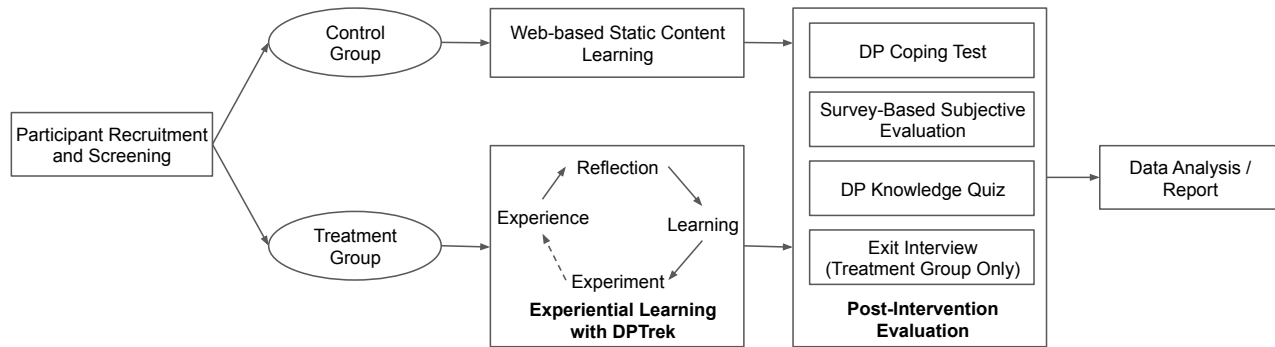 Participant Recruitment
and Screening
Control
Group
Web-based Static Content
Learning
Treatment
Group
Reflection
Experience
Learning
Experiment
Experiential Learning
with DPTrek
DP Coping Test
Survey-Based Subjective
Evaluation
DP Knowledge Quiz
Exit Interview
(Treatment Group Only)
Post-Intervention
Evaluation
Data Analysis /
Report